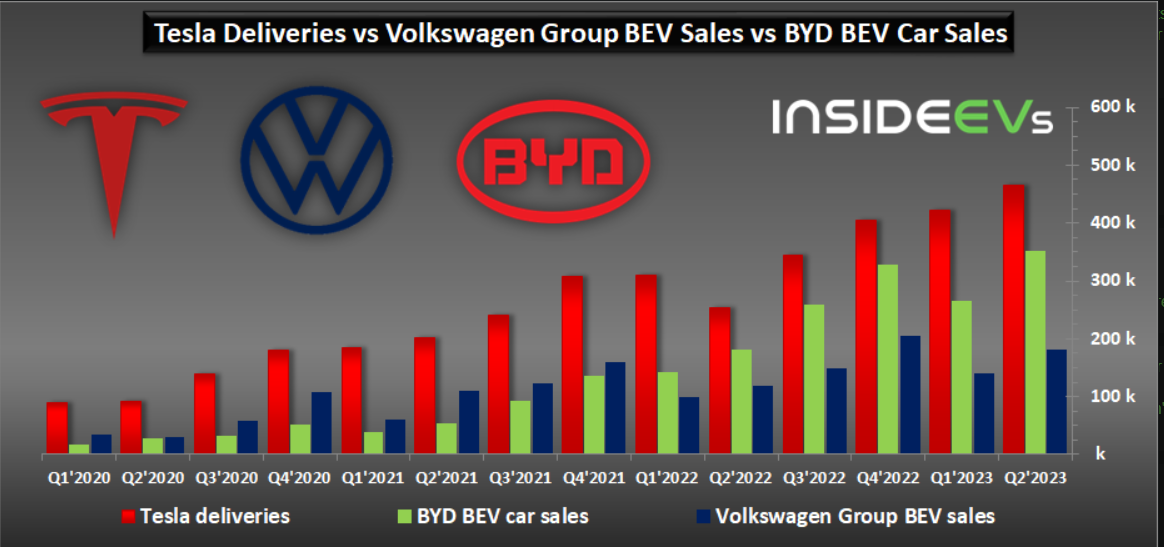 Tesla Deliveries vs Volkswagen Group BEV Sales vs BYD BEV Car Sales
BYD
INSIDEEVs
600 k
500 k
400 k
300 k
200 k
100 k
k
Q1'2020 Q2'2020 Q3'2020 Q4'2020 Q1'2021 Q2'2021 Q3'2021 Q4'2021 Q1'2022 Q2'2022 Q3'2022 Q4'2022 Q1'2023 Q2'2023
Tesla deliveries BYD BEV car sales Volkswagen Group BEV sales